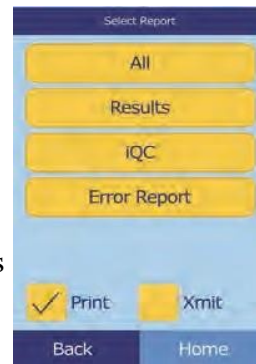 Select Report
All
Results
iQC
Error Report
s
Print Xmit
Back Home